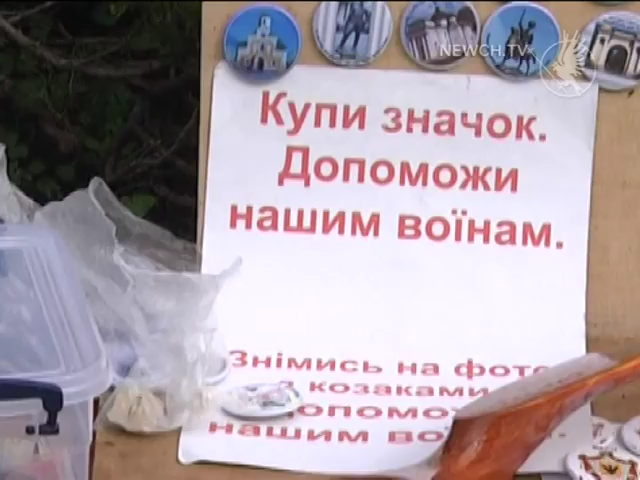 NEWCH.TV
Купи значок.
Допоможи
нашим воїнам.
Знімись на фото
з козаками
нашим